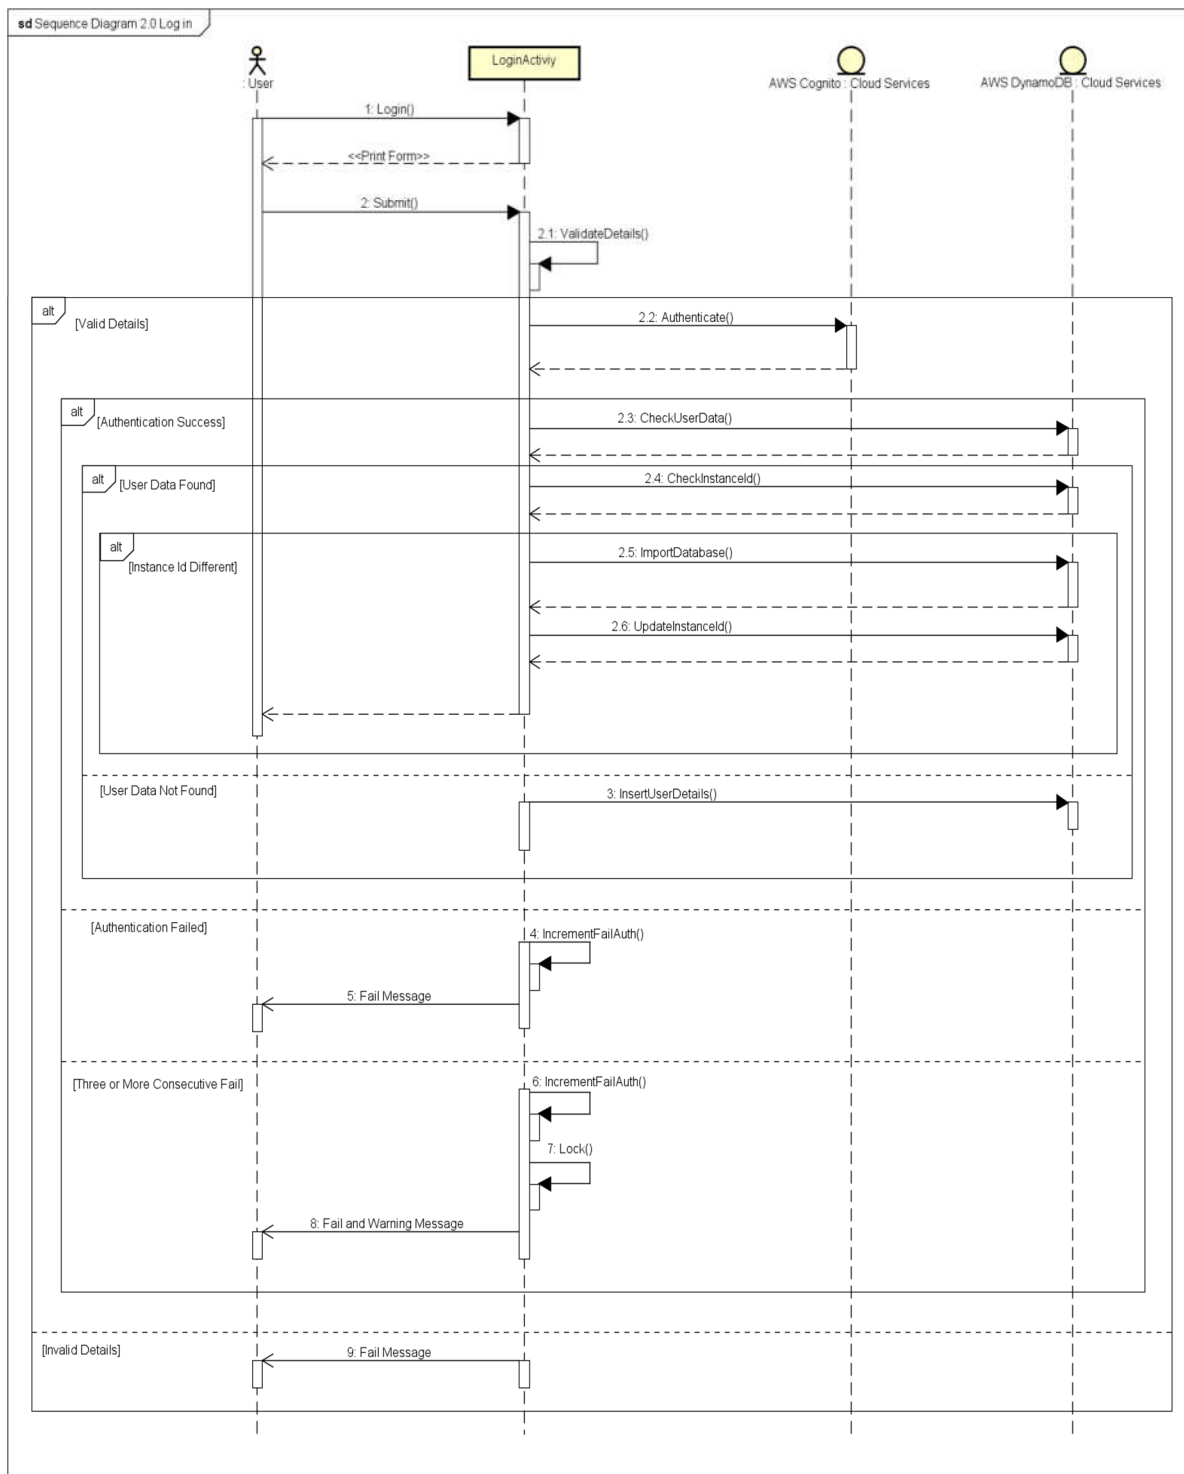 sd Sequence Diagram 2.0 Log in
: User
LoginActiviy
AWS Cognito : Cloud Services
AWS DynamoDB : Cloud Services
1: Login()
<<Print Form>>
2: Submit()
2.1: ValidateDetails()
alt
[Valid Details]
2.2: Authenticate()
alt
[Authentication Success]
2.3: CheckUserData()
alt
[User Data Found]
2.4: CheckInstanceId()
alt
[Instance Id Different]
2.5: ImportDatabase()
2.6: UpdateInstanceId()
[User Data Not Found]
3: InsertUserDetails()
[Authentication Failed]
4: IncrementFailAuth()
5: Fail Message
[Three or More Consecutive Fail]
6: IncrementFailAuth()
7: Lock()
8: Fail and Warning Message
[Invalid Details]
9: Fail Message